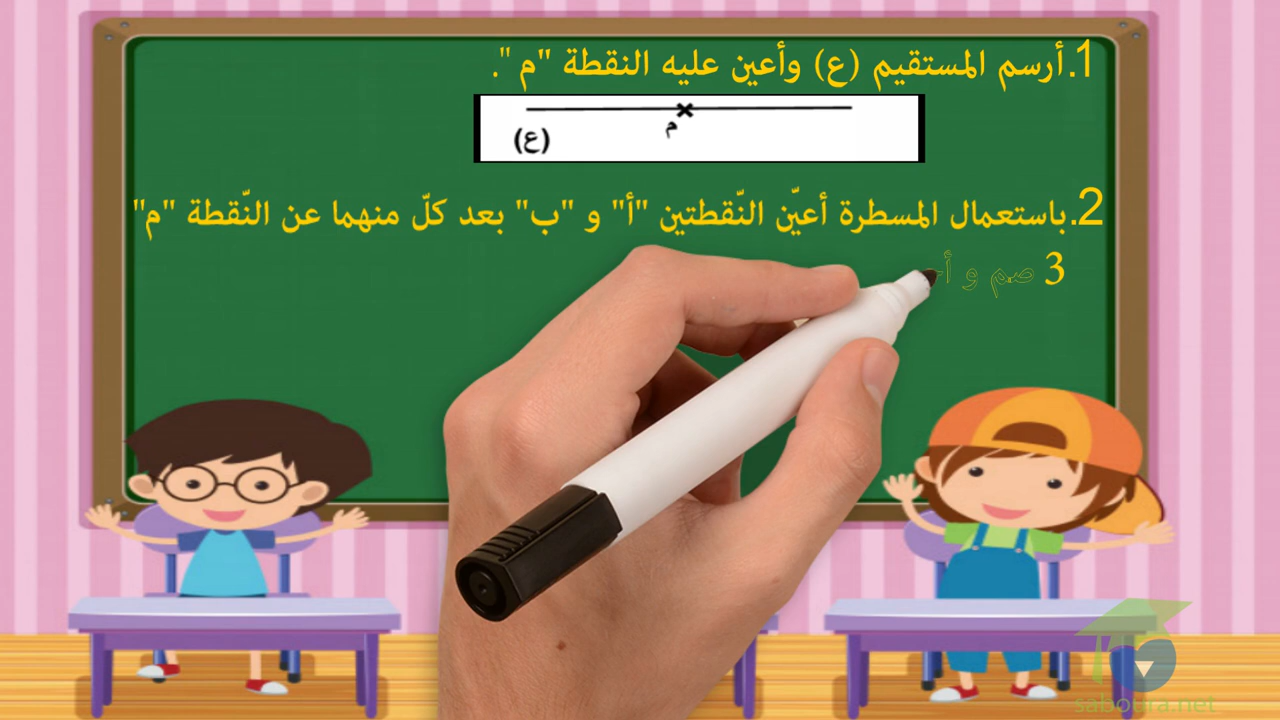 1.أرسم المستقيم (ع) وأعين عليه النقطة "م".
م
(ع)
2.باستعمال المسطرة أعيّن النّقطتين "أ" و "ب" بعد كلّ منهما عن النّقطة "م"
3 صم و
saboura.net